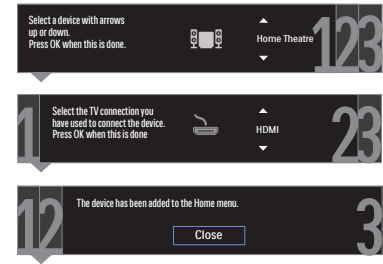 Select a device with arrows
up or down.
Press OK when this is done.
Home Theatre
123
1
Select the TV connection you
have used to connect the device.
Press OK when this is done
HDMI
23
12
The device has been added to the Home menu.
Close
3